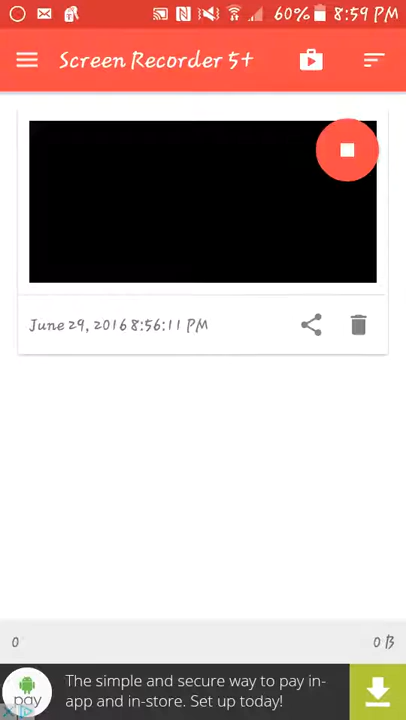 60% 8:59 PM
Screen Recorder 5+
June 29, 2016 8:56:11 PM
0 0 B
pay
The simple and secure way to pay in-
app and in-store. Set up today!